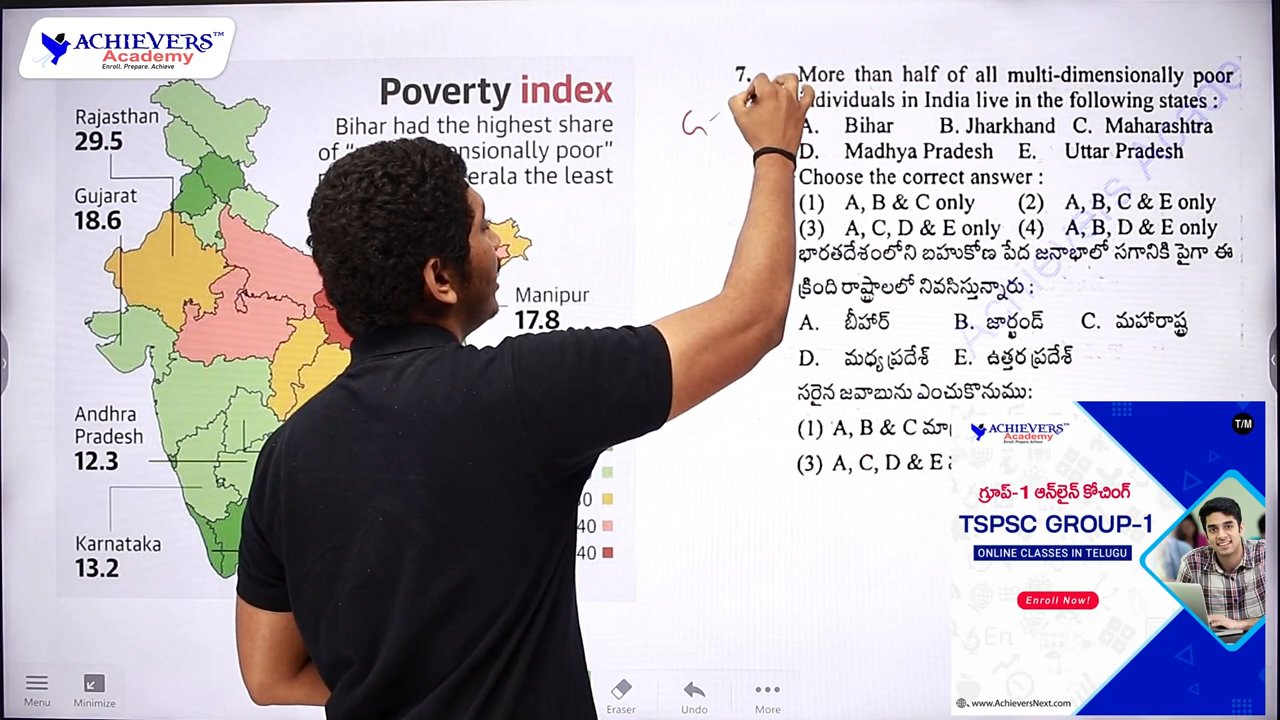 ACHIEVERS™
Academy
Enroll. Prepare. Achieve
Poverty index
Bihar had the highest share
of
erala the least
Rajasthan
29.5
Gujarat
18.6
Manipur
17.8
Andhra
Pradesh
12.3
Karnataka
13.2
40
40
7. More than half of all multi-dimensionally poor
individuals in India live in the following states :
A. Bihar B. Jharkhand C. Maharashtra
D. Madhya Pradesh E. Uttar Pradesh
Choose the correct answer :
(1) A, B & C only (2) A, B, C & E only
(3) A, C, D & E only (4) A, B, D & E only
భారతదేశంలోని బహుకోణ పేద జనాభాలో సగానికి పైగా ఈ
క్రింది రాష్ట్రాలలో నివసిస్తున్నారు :
A. బీహార్ B. జార్ఖండ్ C. మహారాష్ట్ర
D. మధ్య ప్రదేశ్ E. ఉత్తర ప్రదేశ్
సరైన జవాబును ఎంచుకొనుము:
(1) A, B & C
(3) A, C, D & E
Achievers
T/M
ACHIEVERS
Academy
గ్రూప్-1 ఆన్‌లైన్ కోచింగ్
TSPSC GROUP-1
ONLINE CLASSES IN TELUGU
Enroll Now!
www.AchieversNext.com
Menu
Minimize
Eraser
Undo
More